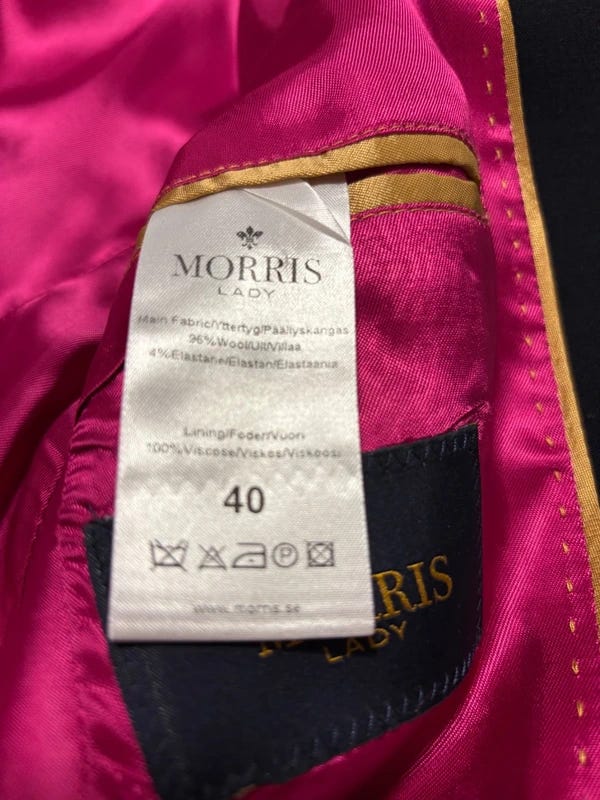 MORRIS
LADY
Main Fabric/Yttertyg/Päällyskangas
96% Wool/Ull/Villaa
4% Elastane/Elastan/Elastaania
Lining/Foder/Vuori
100% Viscose/Viskos/Viskoosi
40
P
www.morris.se
RIS
LADY